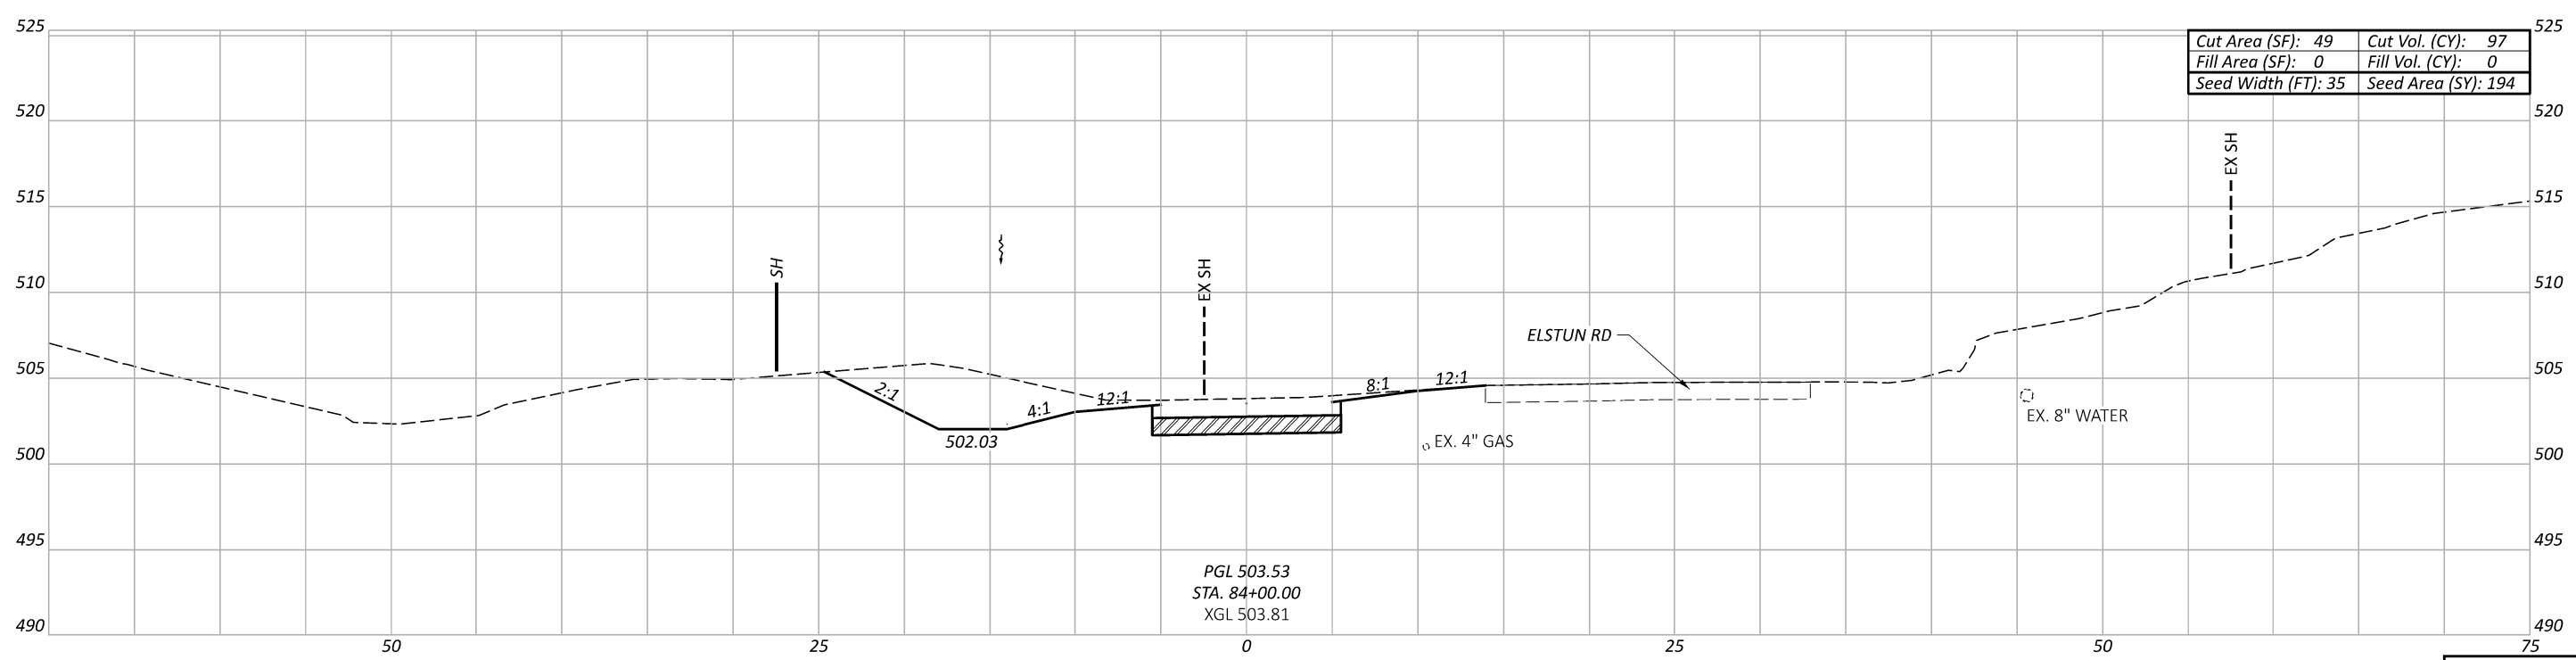 525 525
Cut Area (SF): 49 Cut Vol. (CY): 97
Fill Area (SF): 0 Fill Vol. (CY): 0
Seed Width (FT): 35 Seed Area (SY): 194
520 520
EX SH
515 515
SH
EX SH
510 510
ELSTUN RD
505 505
2:1
4:1
12:1
8:1
12:1
502.03
EX. 4" GAS
EX. 8" WATER
500 500
495 495
PGL 503.53
STA. 84+00.00
XGL 503.81
490 490
50 25 0 25 50 75